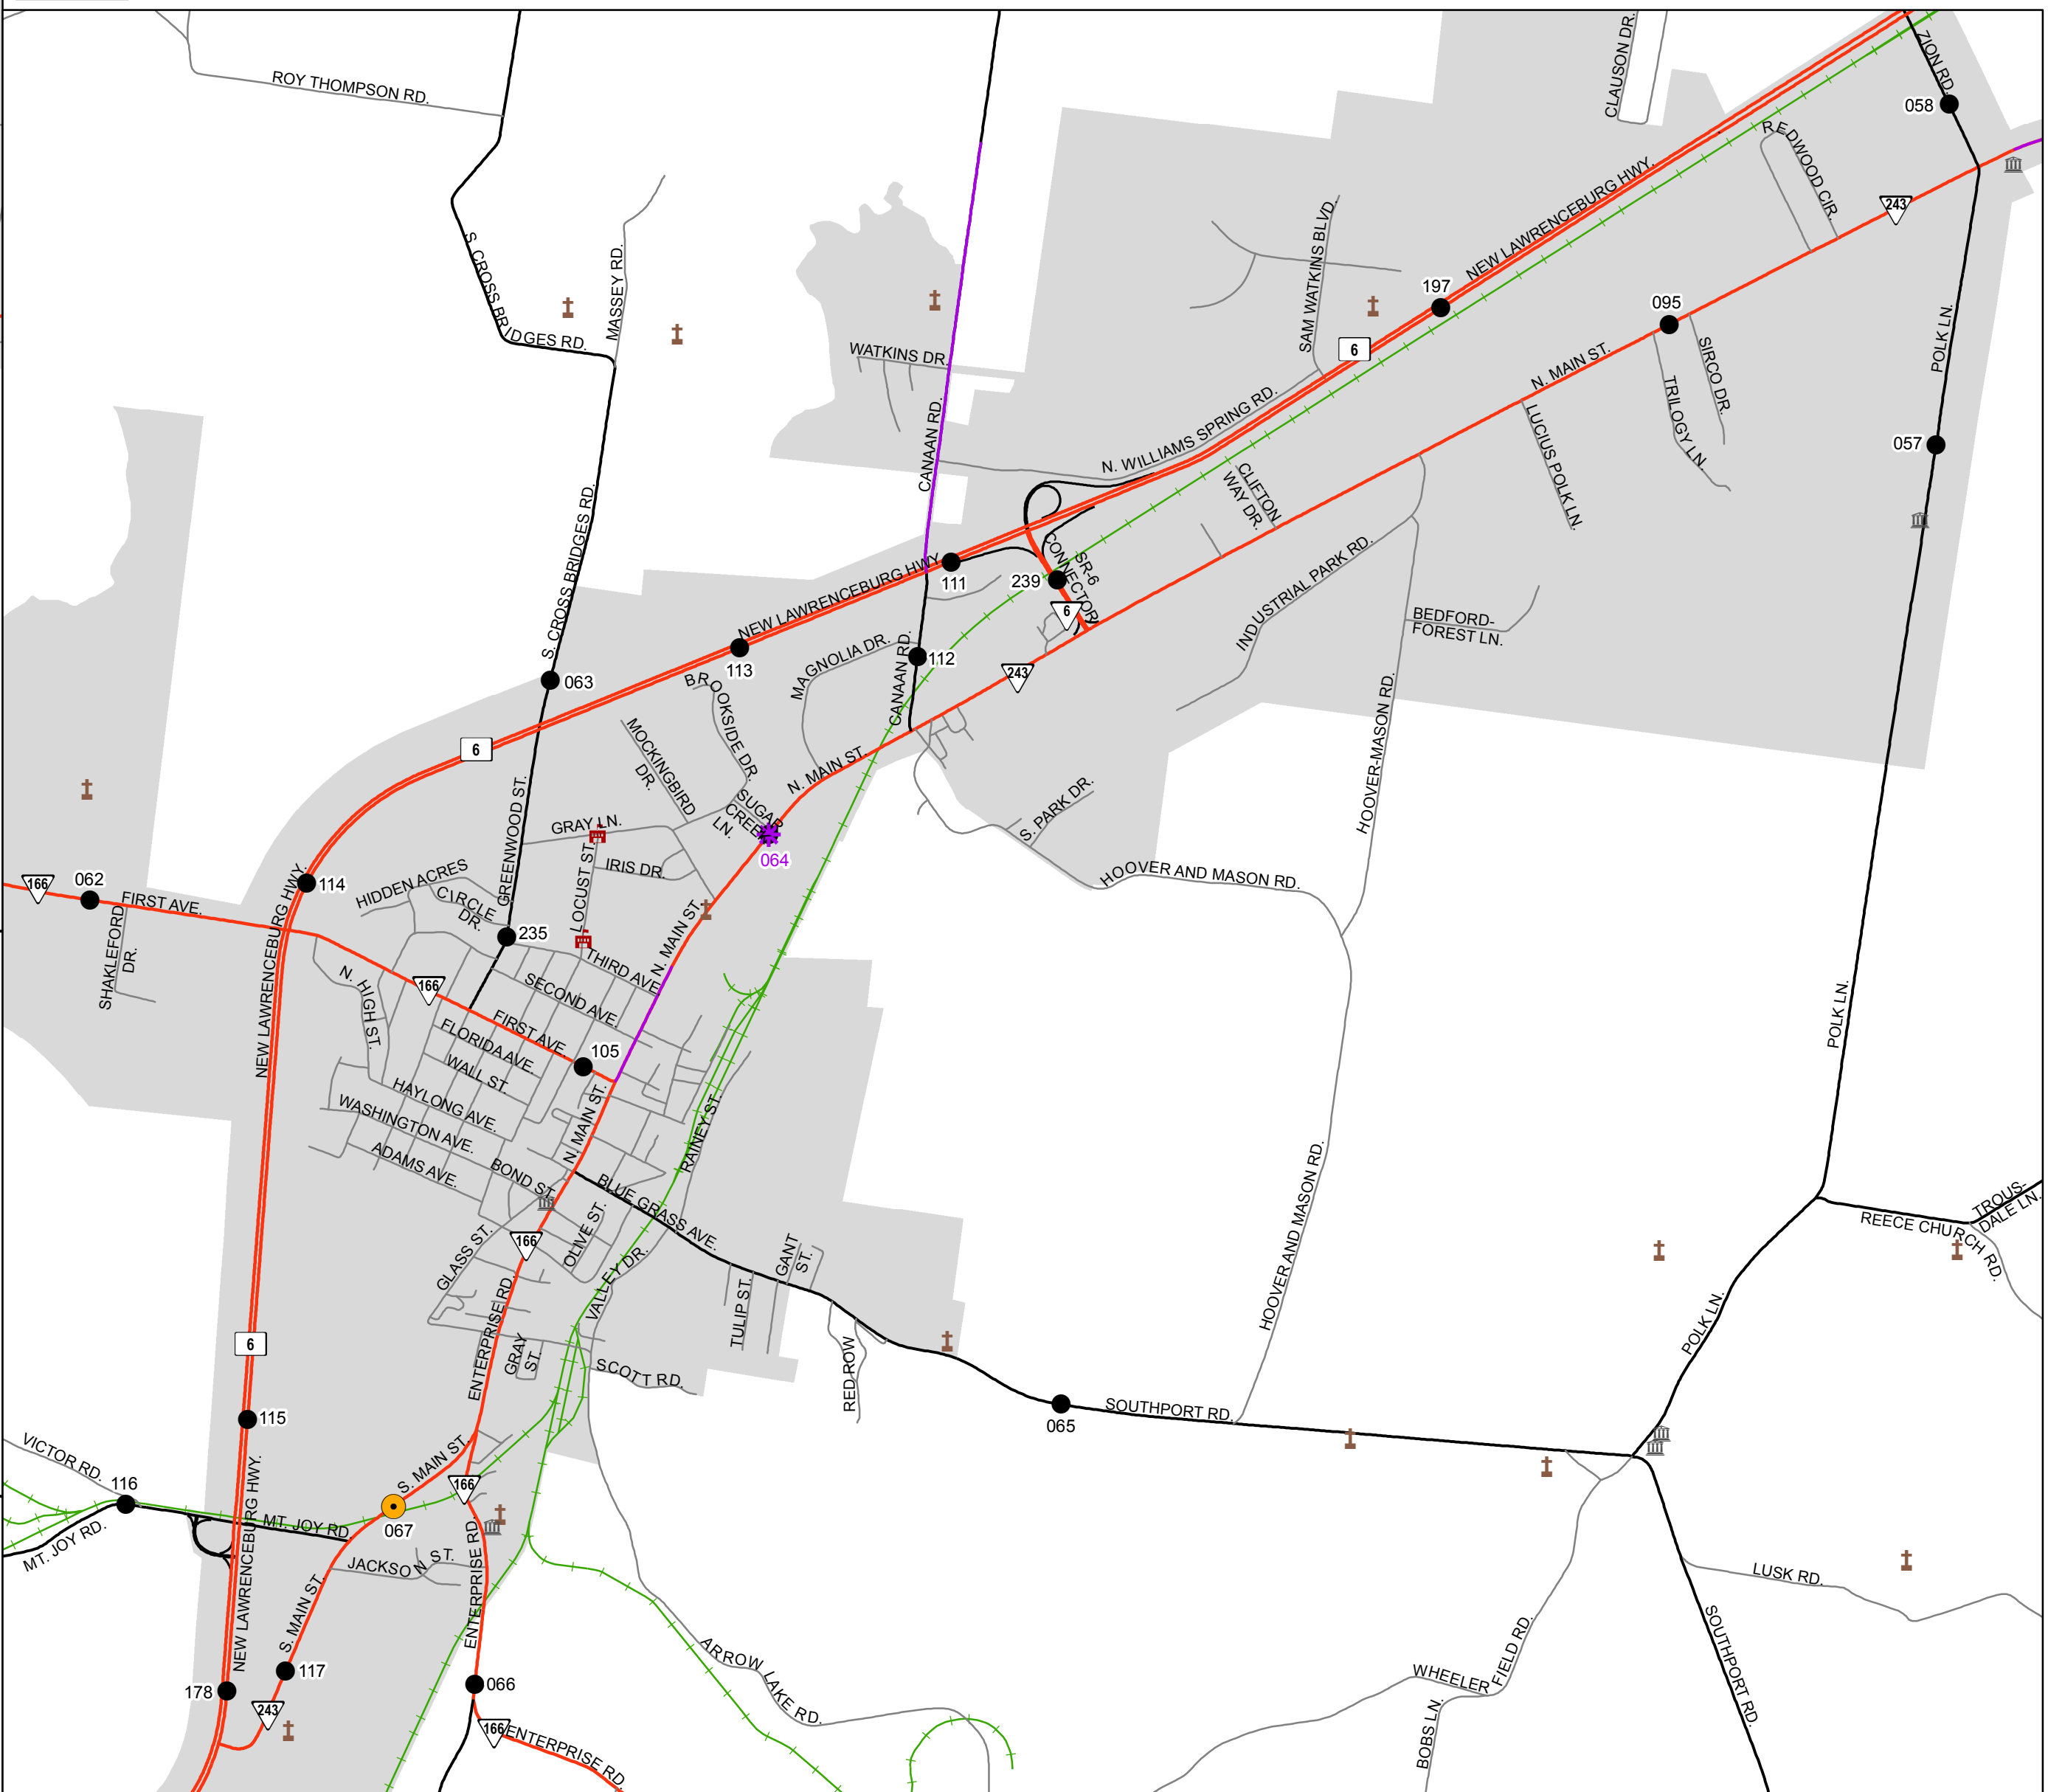 ROY THOMPSON RD.
CLAUSON DR.
ZION RD.
058
REDWOOD CIR.
243
S. CROSS BRIDGES RD.
MASSEY RD.
SAM WATKINS BLVD.
NEW LAWRENCEBURG HWY.
197
095
6
WATKINS DR.
N. MAIN ST.
SIRCO DR.
TRILOGY LN.
POLK LN.
057
CANAAN RD.
N. WILLIAMS SPRING RD.
LUCIUS POLK LN.
CLIFTON
WAY DR.
S. CROSS BRIDGES RD.
NEW LAWRENCEBURG HWY.
111
239
SR-6
CONNECTOR
6
INDUSTRIAL PARK RD.
BEDFORD-
FOREST LN.
063
113
MAGNOLIA DR.
CANAAN RD.
112
243
BROOKSIDE DR.
MOCKINGBIRD
DR.
6
N. MAIN ST.
HOOVER-MASON RD.
SUGAR
CREEK
LN.
064
S. PARK DR.
GREENWOOD ST.
GRAY LN.
LOCUST ST.
IRIS DR.
HOOVER AND MASON RD.
166
062
FIRST AVE.
114
HIDDEN ACRES
CIRCLE
DR.
235
SHAKLEFORD
DR.
NEW LAWRENCEBURG HWY.
N. HIGH ST.
166
THIRD AVE.
N. MAIN ST.
SECOND AVE.
FIRST AVE.
105
FLORIDA AVE.
WALL ST.
POLK LN.
HAYLONG AVE.
WASHINGTON AVE.
ADAMS AVE.
N. MAIN ST.
RAINEY ST.
BOND ST.
BLUE GRASS AVE.
HOOVER AND MASON RD.
TROUS-
DALE LN.
REECE CHURCH RD.
GLASS ST.
166
OLIVE ST.
VALLEY DR.
GANT
ST.
TULIP ST.
POLK LN.
6
ENTERPRISE RD.
GRAY
ST.
SCOTT RD.
RED ROW
115
065
SOUTHPORT RD.
VICTOR RD.
116
S. MAIN ST.
166
MT. JOY RD.
MT. JOY RD.
067
NEW LAWRENCEBURG HWY.
JACKSON ST.
ENTERPRISE RD.
LUSK RD.
S. MAIN ST.
117
178
243
066
166
ENTERPRISE RD.
ARROW LAKE RD.
WHEELER FIELD RD.
BOBS LN.
SOUTHPORT RD.